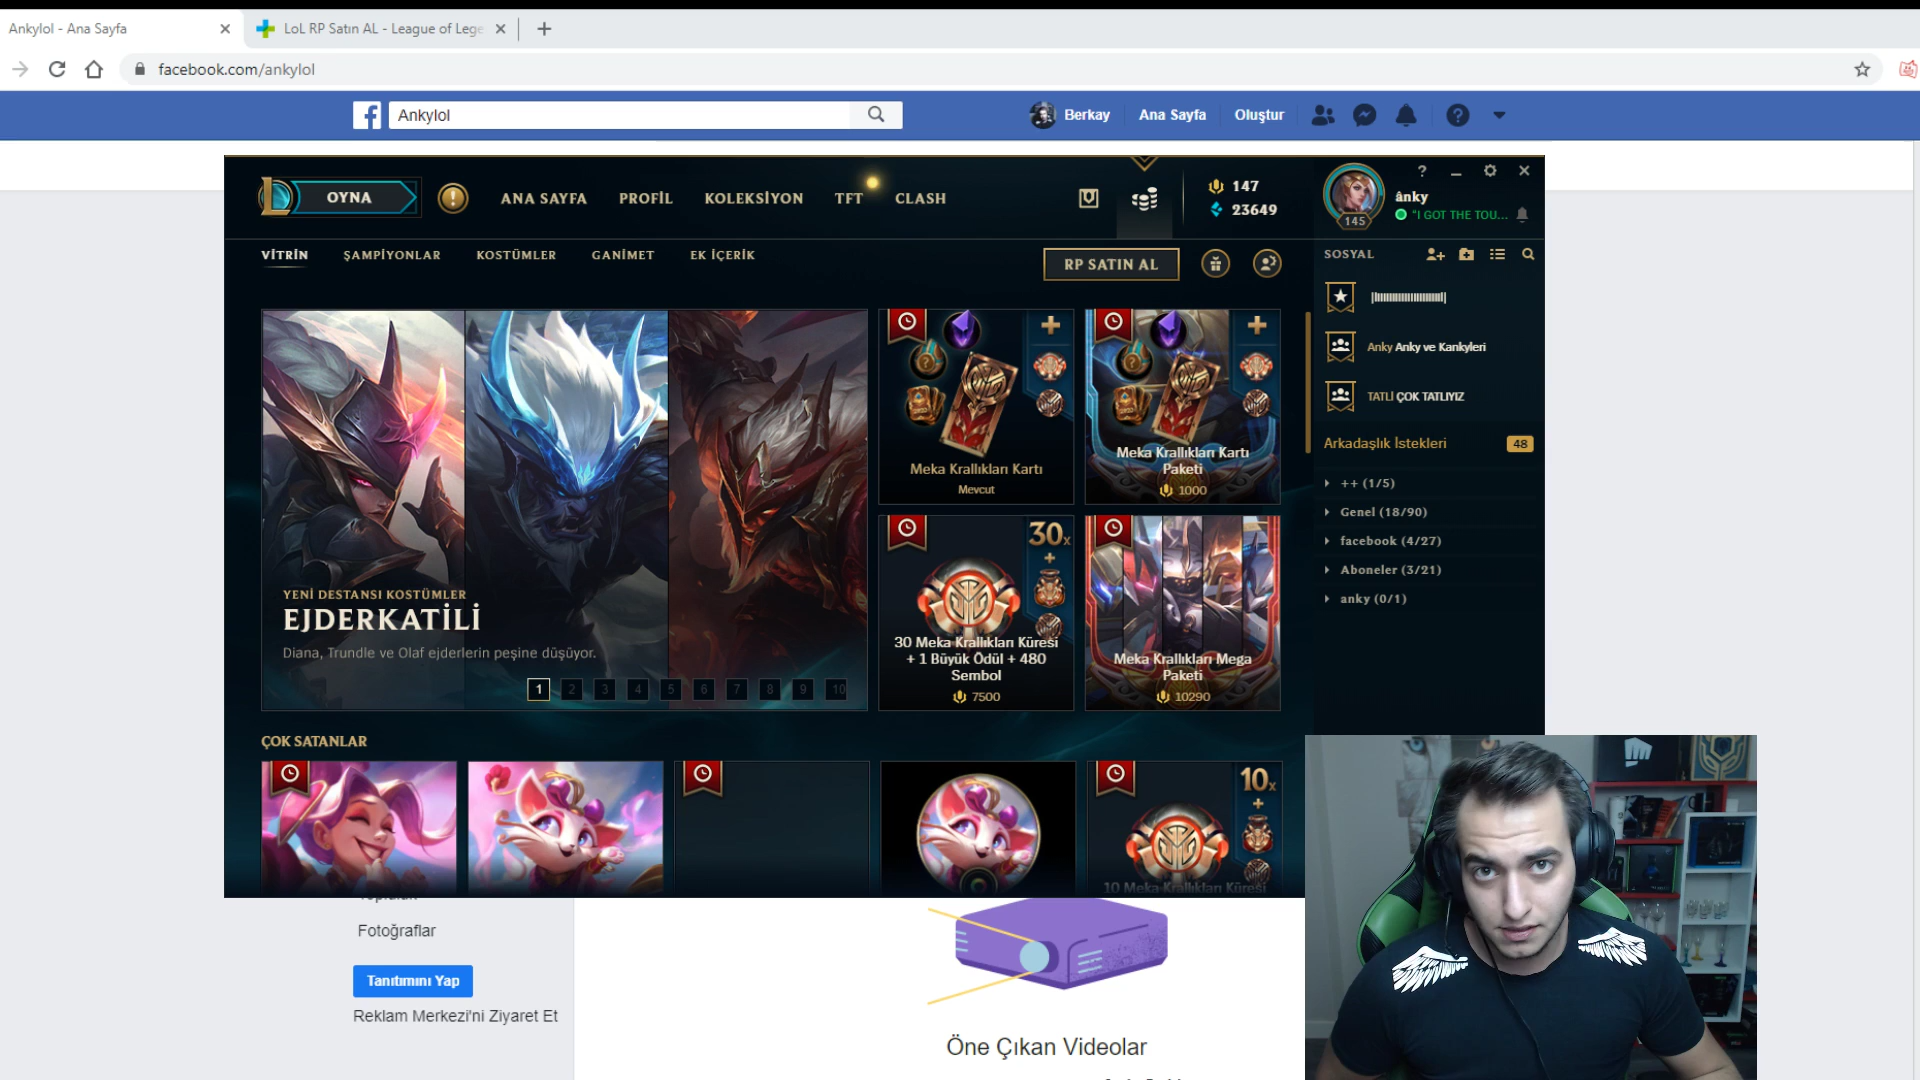 Ankylol - Ana Sayfa
LoL RP Satın AL - League of Lege
facebook.com/ankylol
Ankylol
Berkay
Ana Sayfa
Oluştur
OYNA
ANA SAYFA
PROFİL
KOLEKSİYON
TFT
CLASH
147
23649
145
ânky
"I GOT THE TOU...
VİTRİN
ŞAMPİYONLAR
KOSTÜMLER
GANİMET
EK İÇERİK
RP SATIN AL
SOSYAL
Anky Anky ve Kankyleri
TATLI ÇOK TATLIYIZ
Arkadaşlık İstekleri
48
++ (1/5)
Genel (18/90)
facebook (4/27)
Aboneler (3/21)
anky (0/1)
YENİ DESTANSI KOSTÜMLER
EJDERKATİLİ
Diana, Trundle ve Olaf ejderlerin peşine düşüyor.
1 2 3 4 5 6 7 8 9 10
Meka Krallıkları Kartı
Mevcut
Meka Krallıkları Kartı
Paketi
1000
30x
+
30 Meka Krallıkları Küresi
+ 1 Büyük Ödül + 480
Sembol
7500
Meka Krallıkları Mega
Paketi
10290
ÇOK SATANLAR
10x
+
10 Meka Krallıkları Küresi
Fotoğraflar
Tanıtımını Yap
Reklam Merkezi'ni Ziyaret Et
Öne Çıkan Videolar